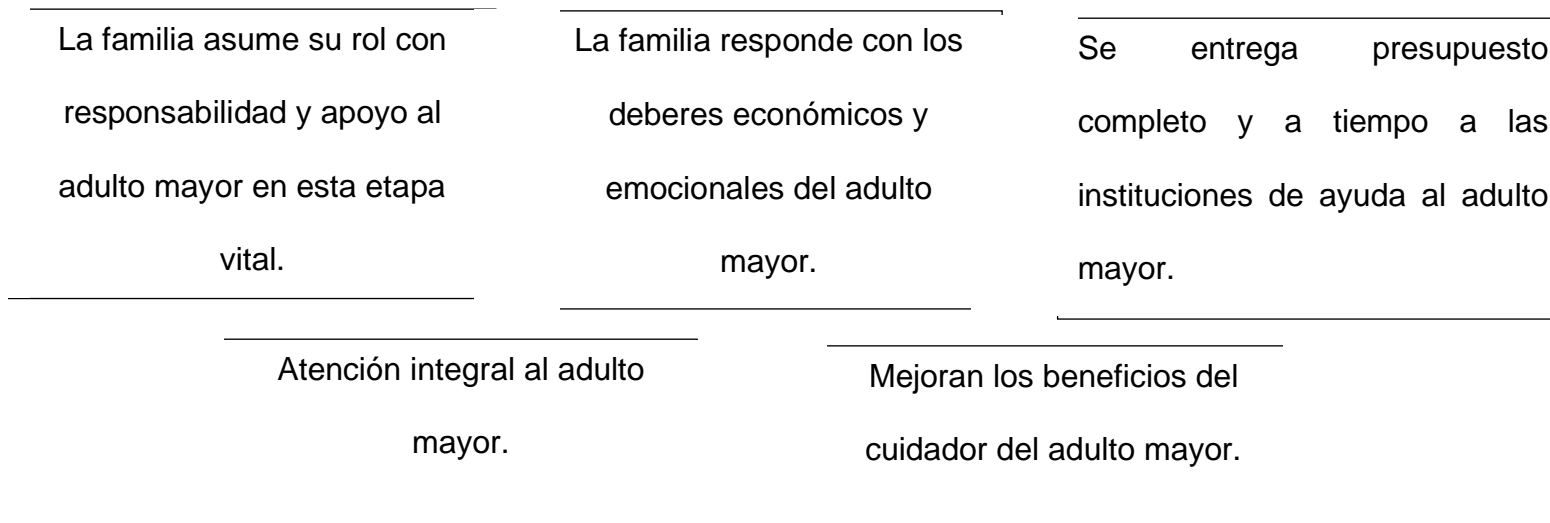 La familia asume su rol con
responsabilidad y apoyo al
adulto mayor en esta etapa
vital.
La familia responde con los
deberes económicos y
emocionales del adulto
mayor.
Se entrega presupuesto
completo y a tiempo a las
instituciones de ayuda al adulto
mayor.
Atención integral al adulto
mayor.
Mejoran los beneficios del
cuidador del adulto mayor.